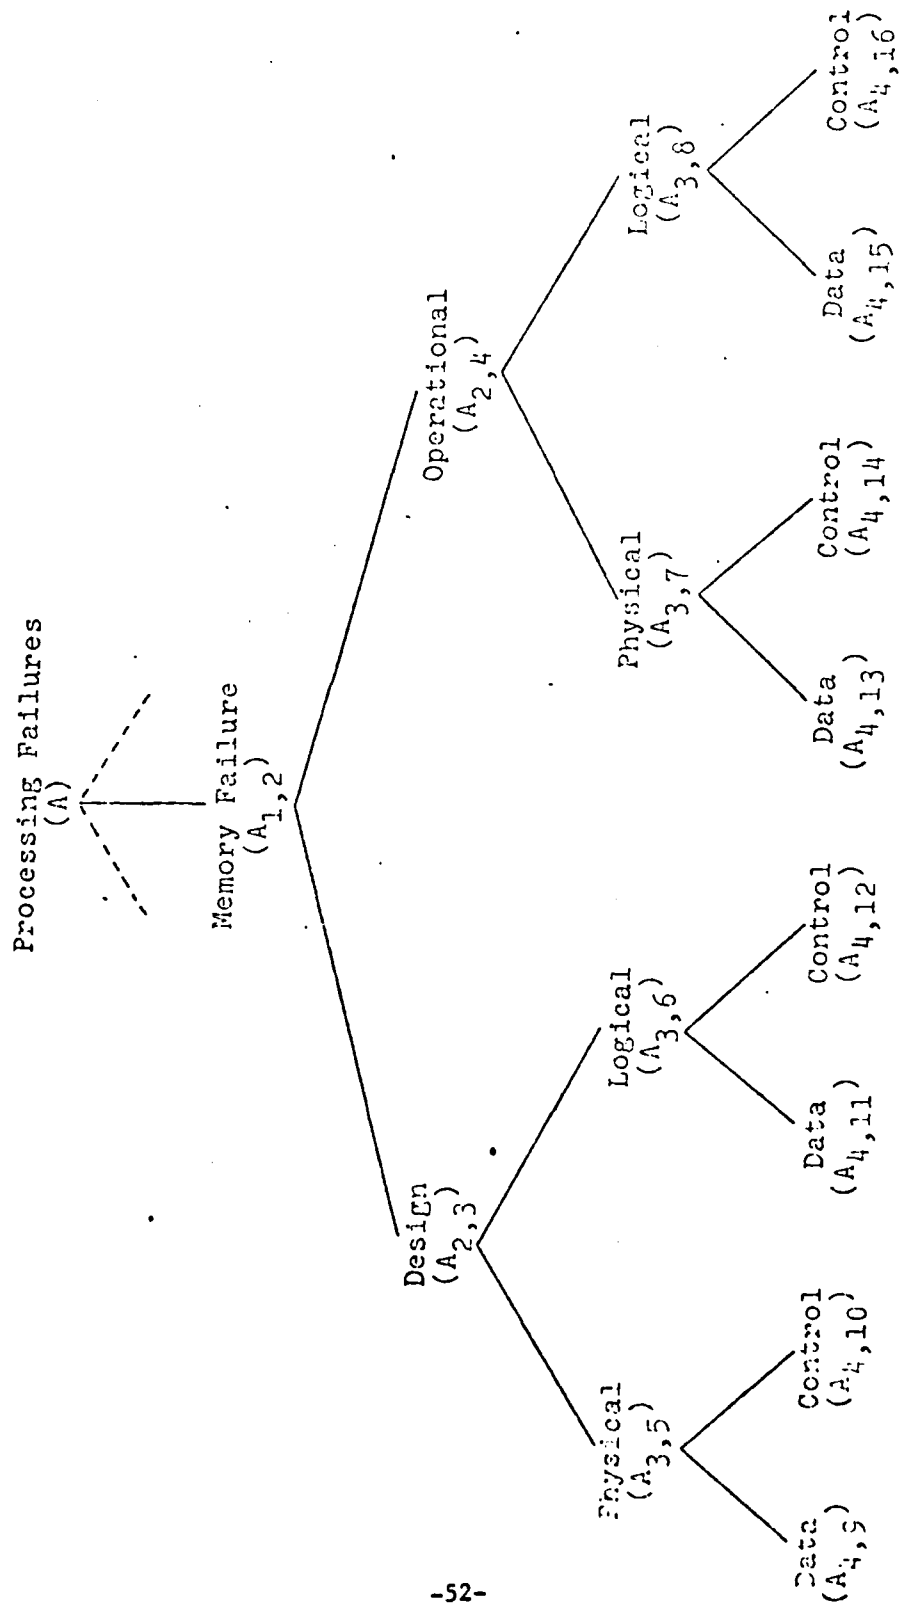 Processing Failures
(A)
Memory Failure
(A1,2)
Design
(A2,3)
Operational
(A2,4)
Physical
(A3,5)
Logical
(A3,6)
Physical
(A3,7)
Logical
(A3,8)
Data
(A4,9)
Control
(A4,10)
Data
(A4,11)
Control
(A4,12)
Data
(A4,13)
Control
(A4,14)
Data
(A4,15)
Control
(A4,16)
-52-